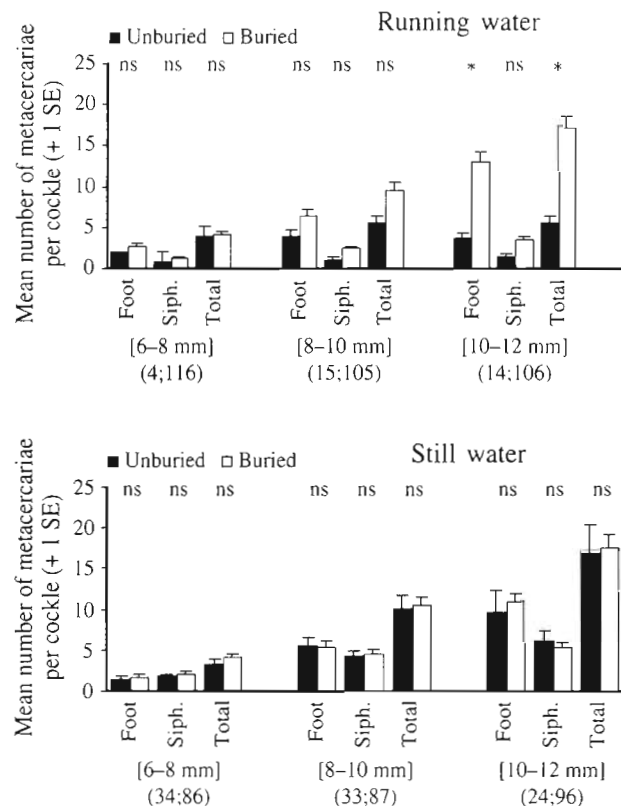 Running water
■ Unburied □ Buried
ns ns ns ns ns ns * ns *
Mean number of metacercariae
per cockle (+ 1 SE)
25
20
15
10
5
0
Foot Siph. Total Foot Siph. Total Foot Siph. Total
[6–8 mm] [8–10 mm] [10–12 mm]
(4;116) (15;105) (14;106)
Still water
■ Unburied □ Buried
ns ns ns ns ns ns ns ns ns
Mean number of metacercariae
per cockle (+ 1 SE)
25
20
15
10
5
0
Foot Siph. Total Foot Siph. Total Foot Siph. Total
[6–8 mm] [8–10 mm] [10–12 mm]
(34;86) (33;87) (24;96)